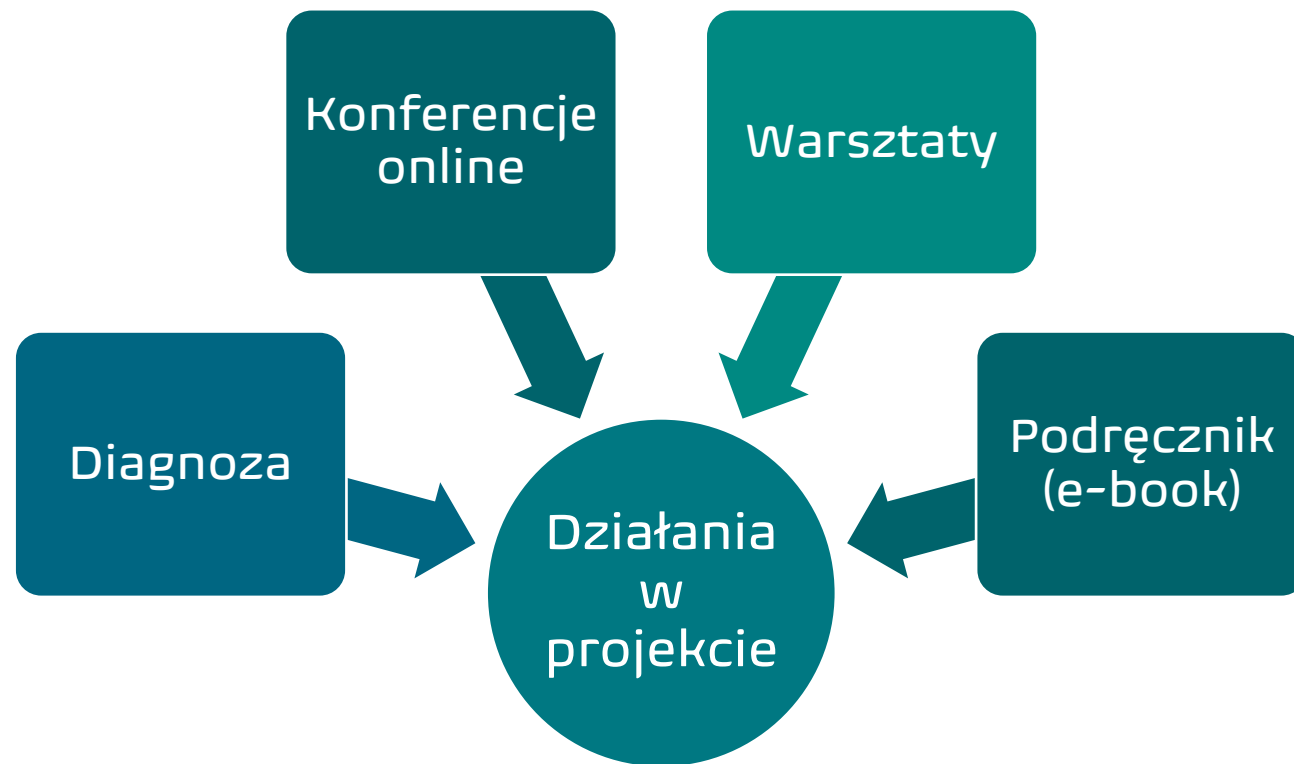 Konferencje
online
Warsztaty
Diagnoza
Podręcznik
(e-book)
Działania
w
projekcie